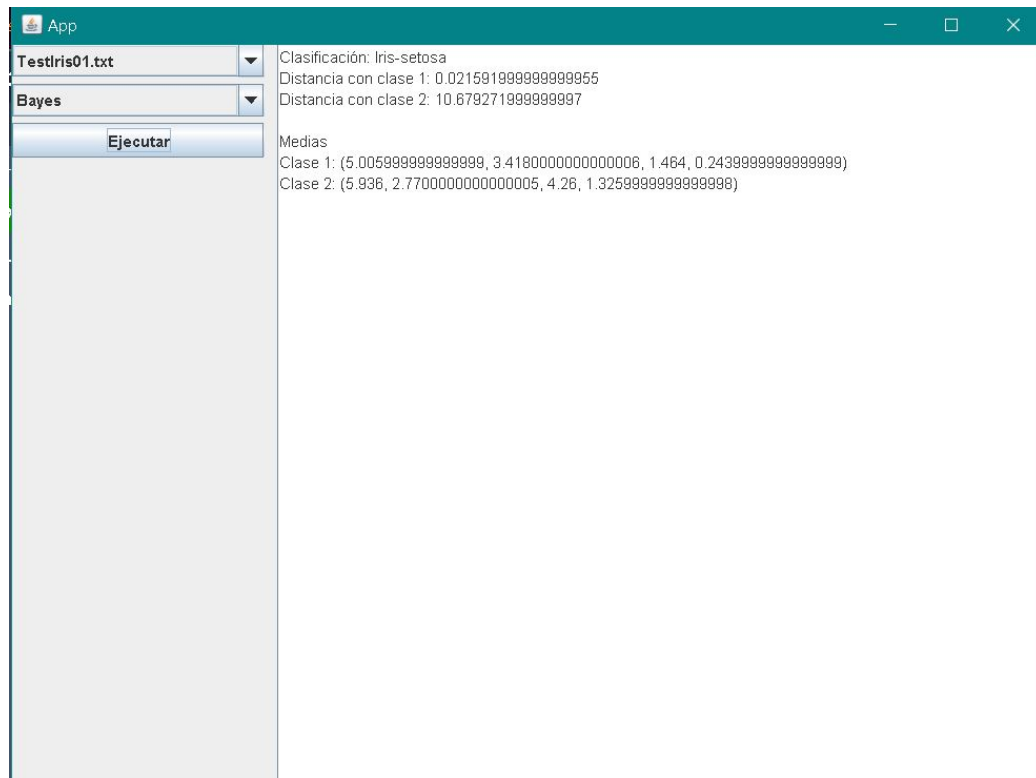 App
TestIris01.txt
Bayes
Ejecutar
Clasificación: Iris-setosa
Distancia con clase 1: 0.021591999999999955
Distancia con clase 2: 10.679271999999997
Medias
Clase 1: (5.005999999999999, 3.4180000000000006, 1.464, 0.2439999999999999)
Clase 2: (5.936, 2.7700000000000005, 4.26, 1.3259999999999998)